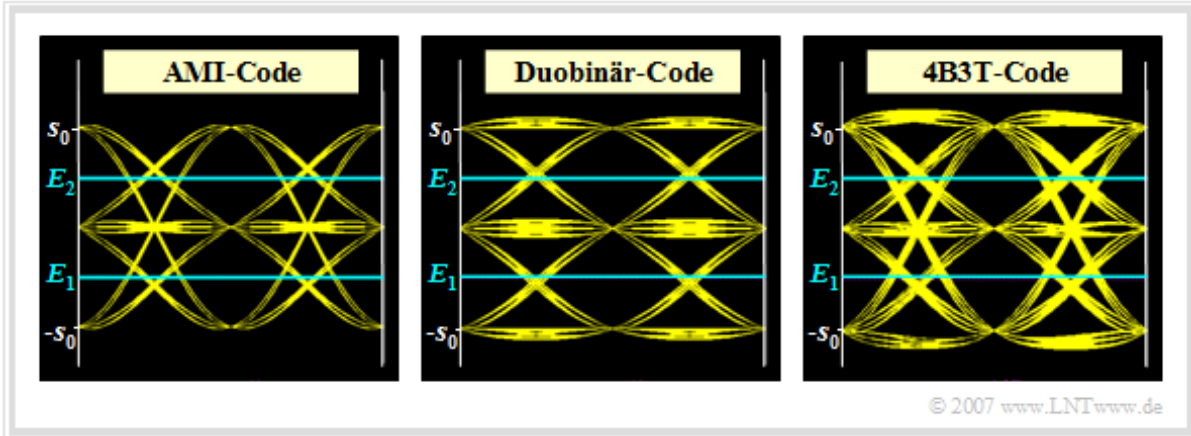 AMI-Code
s0
E2
E1
-s0
Duobinär-Code
s0
E2
E1
-s0
4B3T-Code
s0
E2
E1
-s0
© 2007 www.LNTwww.de